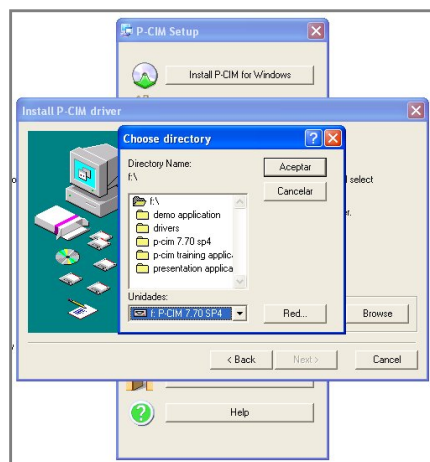 P-CIM Setup
Install P-CIM for Windows
Install P-CIM driver
Choose directory
Directory Name:
f:\
Aceptar
Cancelar
f:\
demo application
drivers
p-cim 7.70 sp4
p-cim training applic
presentation applica
Unidades:
f: P-CIM 7.70 SP4
Red...
select
er.
Browse
< Back
Next >
Cancel
Help